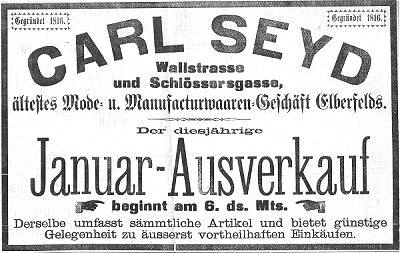 Gegründet 1816. Gegründet 1816.
CARL SEYD
Wallstrasse
und Schlössersgasse,
ältestes Mode- u. Manufacturwaaren-Geschäft Elberfelds.
Der diesjährige
Januar-Ausverkauf
beginnt am 6. ds. Mts.
Derselbe umfasst sämmtliche Artikel und bietet günstige
Gelegenheit zu äusserst vortheilhaften Einkäufen.